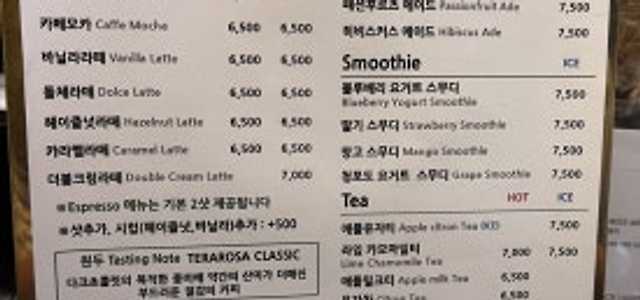 카페모카 Caffe Mocha 6,500 6,500
바닐라라떼 Vanilla Latte 6,500 6,500
돌체라떼 Dolce Latte 6,500 6,500
헤이즐넛라떼 Hazelnut Latte 6,500 6,500
카라멜라떼 Caramel Latte 6,500 6,500
더블크림라떼 Double Cream Latte 7,000
※Espresso 메뉴는 기본 2샷 제공됩니다
※샷추가, 시럽(헤이즐넛,바닐라)추가 : +500
원두 Tasting Note TERAROSA CLASSIC
다크초콜릿의 묵직한 풍미에 약간의 산미가 더해진
부드러운 질감의 커피
패션푸르츠 에이드 Passionfruit Ade 7,500
히비스커스 에이드 Hibiscus Ade 7,500
Smoothie ICE
블루베리 요거트 스무디 7,500
Blueberry Yogurt Smoothie
딸기 스무디 Strawberry Smoothie 7,500
망고 스무디 Mango Smoothie 7,500
청포도 요거트 스무디 Grape Smoothie 7,500
Tea HOT ICE
애플유자티 Apple citron Tea 7,500
라임 카모마일티 7,000 7,500
Lime Chamomile Tea
애플밀크티 Apple milk Tea 6,500
유자차 Citron Tea 6,500